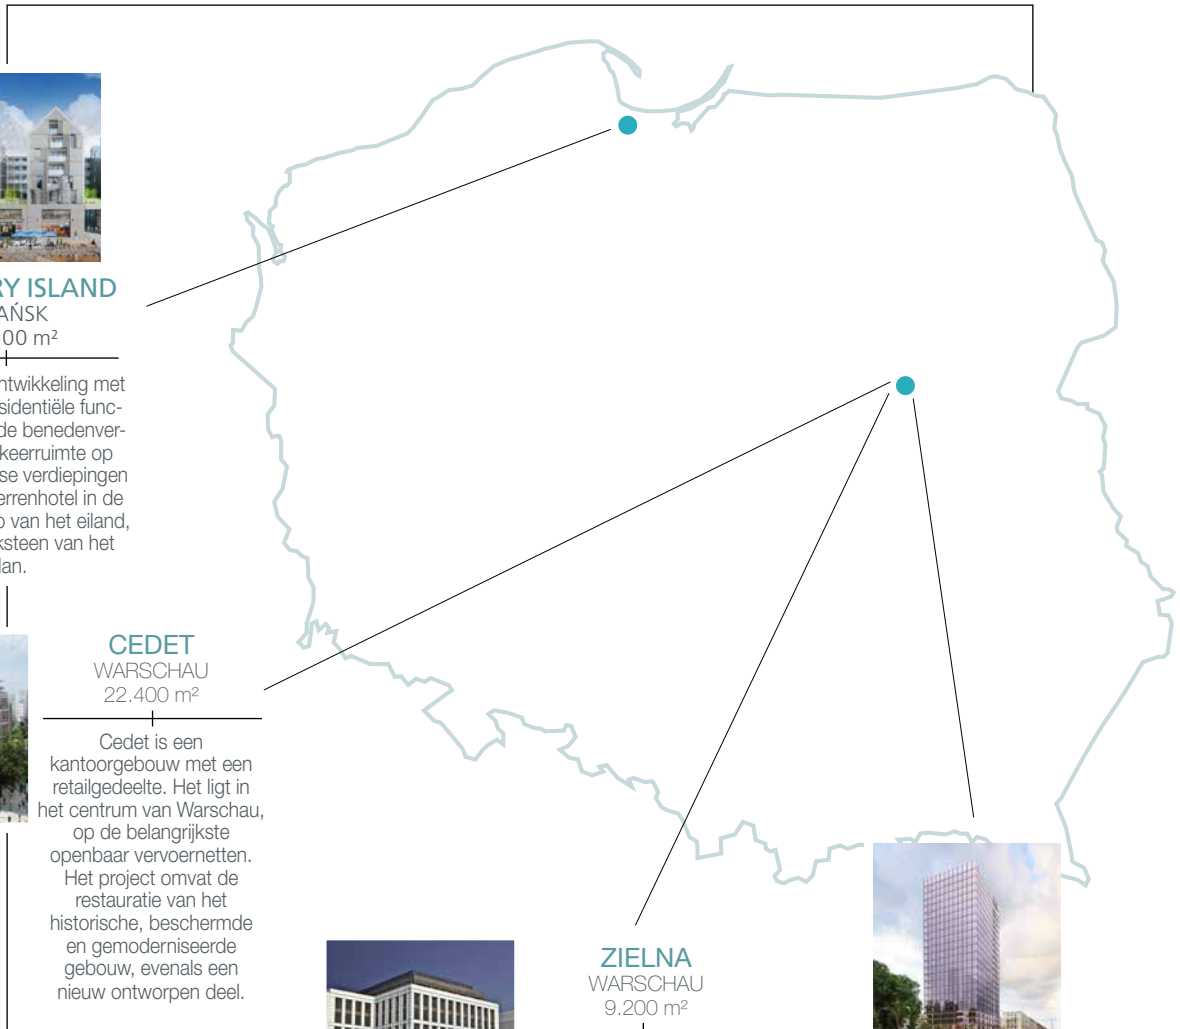 RY ISLAND
AŃSK
00 m²
ntwikkeling met
sidentiële func-
de benedenver-
keerruimte op
se verdiepingen
errenhotel in de
van het eiland,
ksteen van het
lan.
CEDET
WARSCHAU
22.400 m²
Cedet is een
kantoorgebouw met een
retailgedeelte. Het ligt in
het centrum van Warschau,
op de belangrijkste
openbaar vervoernetten.
Het project omvat de
restauratie van het
historische, beschermde
en gemoderniseerde
gebouw, evenals een
nieuw ontworpen deel.
ZIELNA
WARSCHAU
9.200 m²